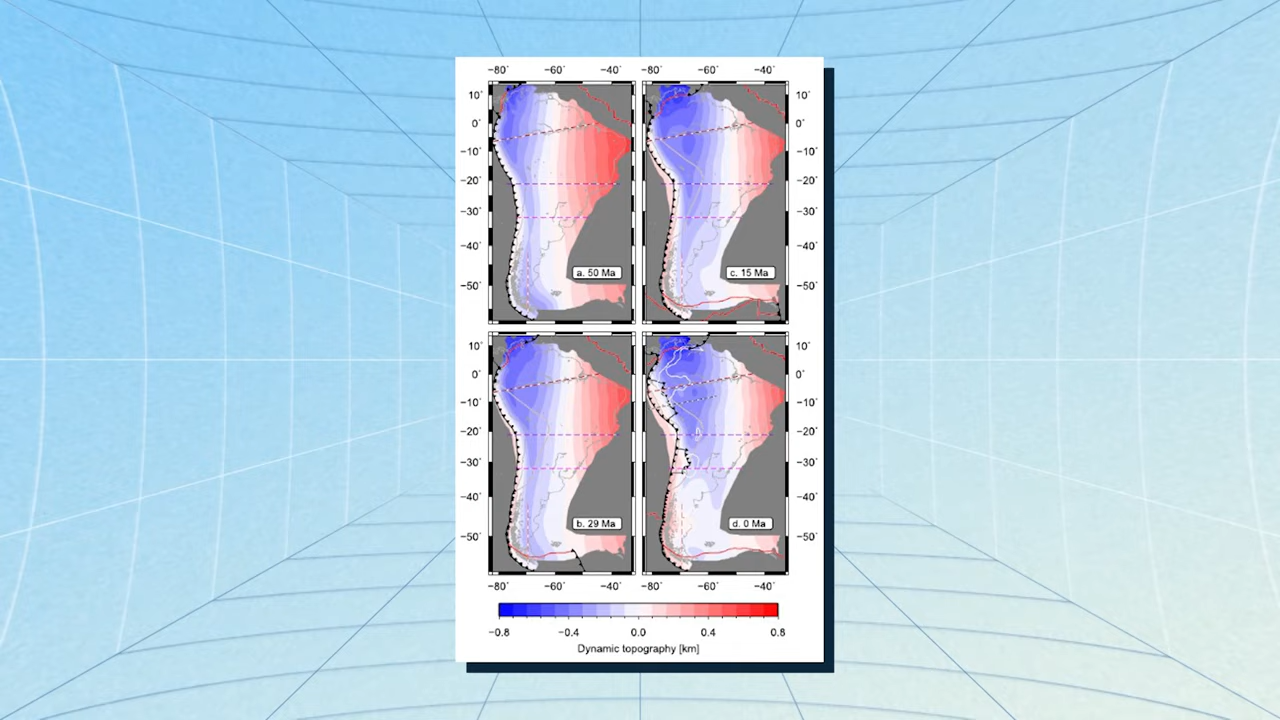 −80˚ −60˚ −40˚ −80˚ −60˚ −40˚
10˚ 10˚
0˚ 0˚
−10˚ −10˚
−20˚ −20˚
−30˚ −30˚
−40˚ −40˚
a. 50 Ma c. 15 Ma
−50˚ −50˚
10˚ 10˚
0˚ 0˚
−10˚ −10˚
−20˚ −20˚
−30˚ −30˚
−40˚ −40˚
b. 29 Ma d. 0 Ma
−50˚ −50˚
−80˚ −60˚ −40˚ −80˚ −60˚ −40˚
−0.8 −0.4 0.0 0.4 0.8
Dynamic topography [km]